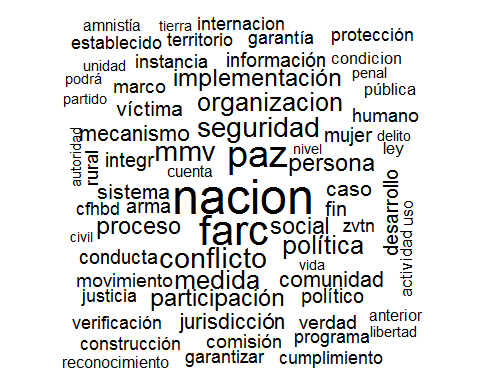 amnistía tierra internacion
establecido territorio garantía protección
unidad instancia información condicion
podrá marco implementación penal
partido víctima organizacion pública
mecanismo seguridad mujer humano
autoridad rural integr mmv paz nivel delito
cuenta persona ley
sistema nacion caso
cfhbd arma fin desarrollo
proceso farc social zvtn actividad uso
civil conflicto política
conducta vida
movimiento medida comunidad
justicia participación político
verificación jurisdicción verdad anterior
construcción comisión programa libertad
reconocimiento garantizar cumplimiento